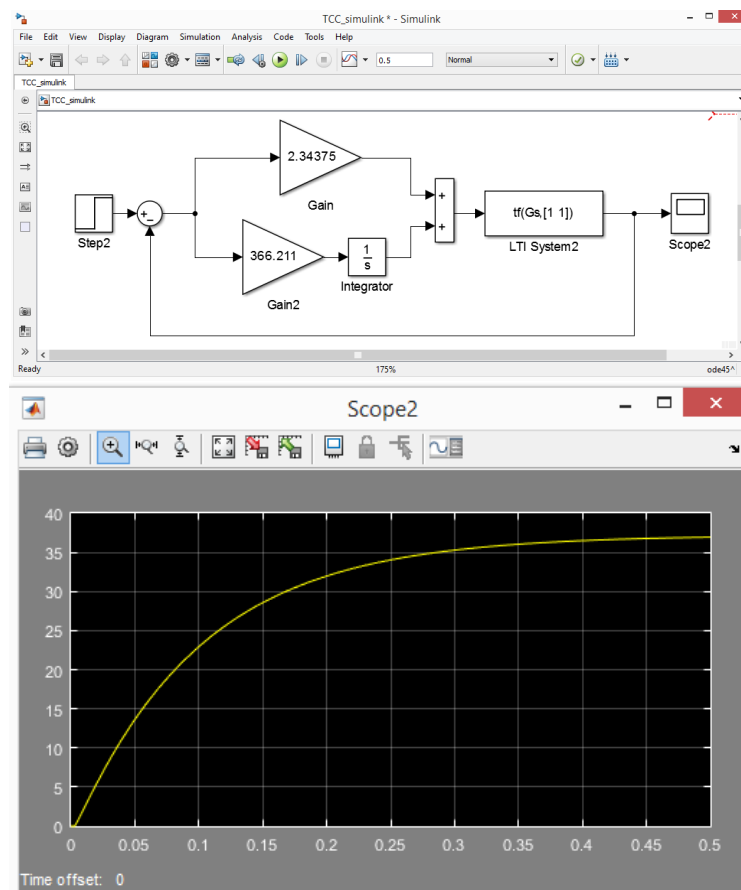 TCC_simulink * - Simulink
File Edit View Display Diagram Simulation Analysis Code Tools Help
0.5 Normal
TCC_simulink
TCC_simulink
2.34375
Gain
+
-
Step2
366.211
Gain2
1
s
Integrator
+
+
tf(Gs,[1 1])
LTI System2
Scope2
Ready 175% ode45^
Scope2
40
35
30
25
20
15
10
5
0
0 0.05 0.1 0.15 0.2 0.25 0.3 0.35 0.4 0.45 0.5
Time offset: 0